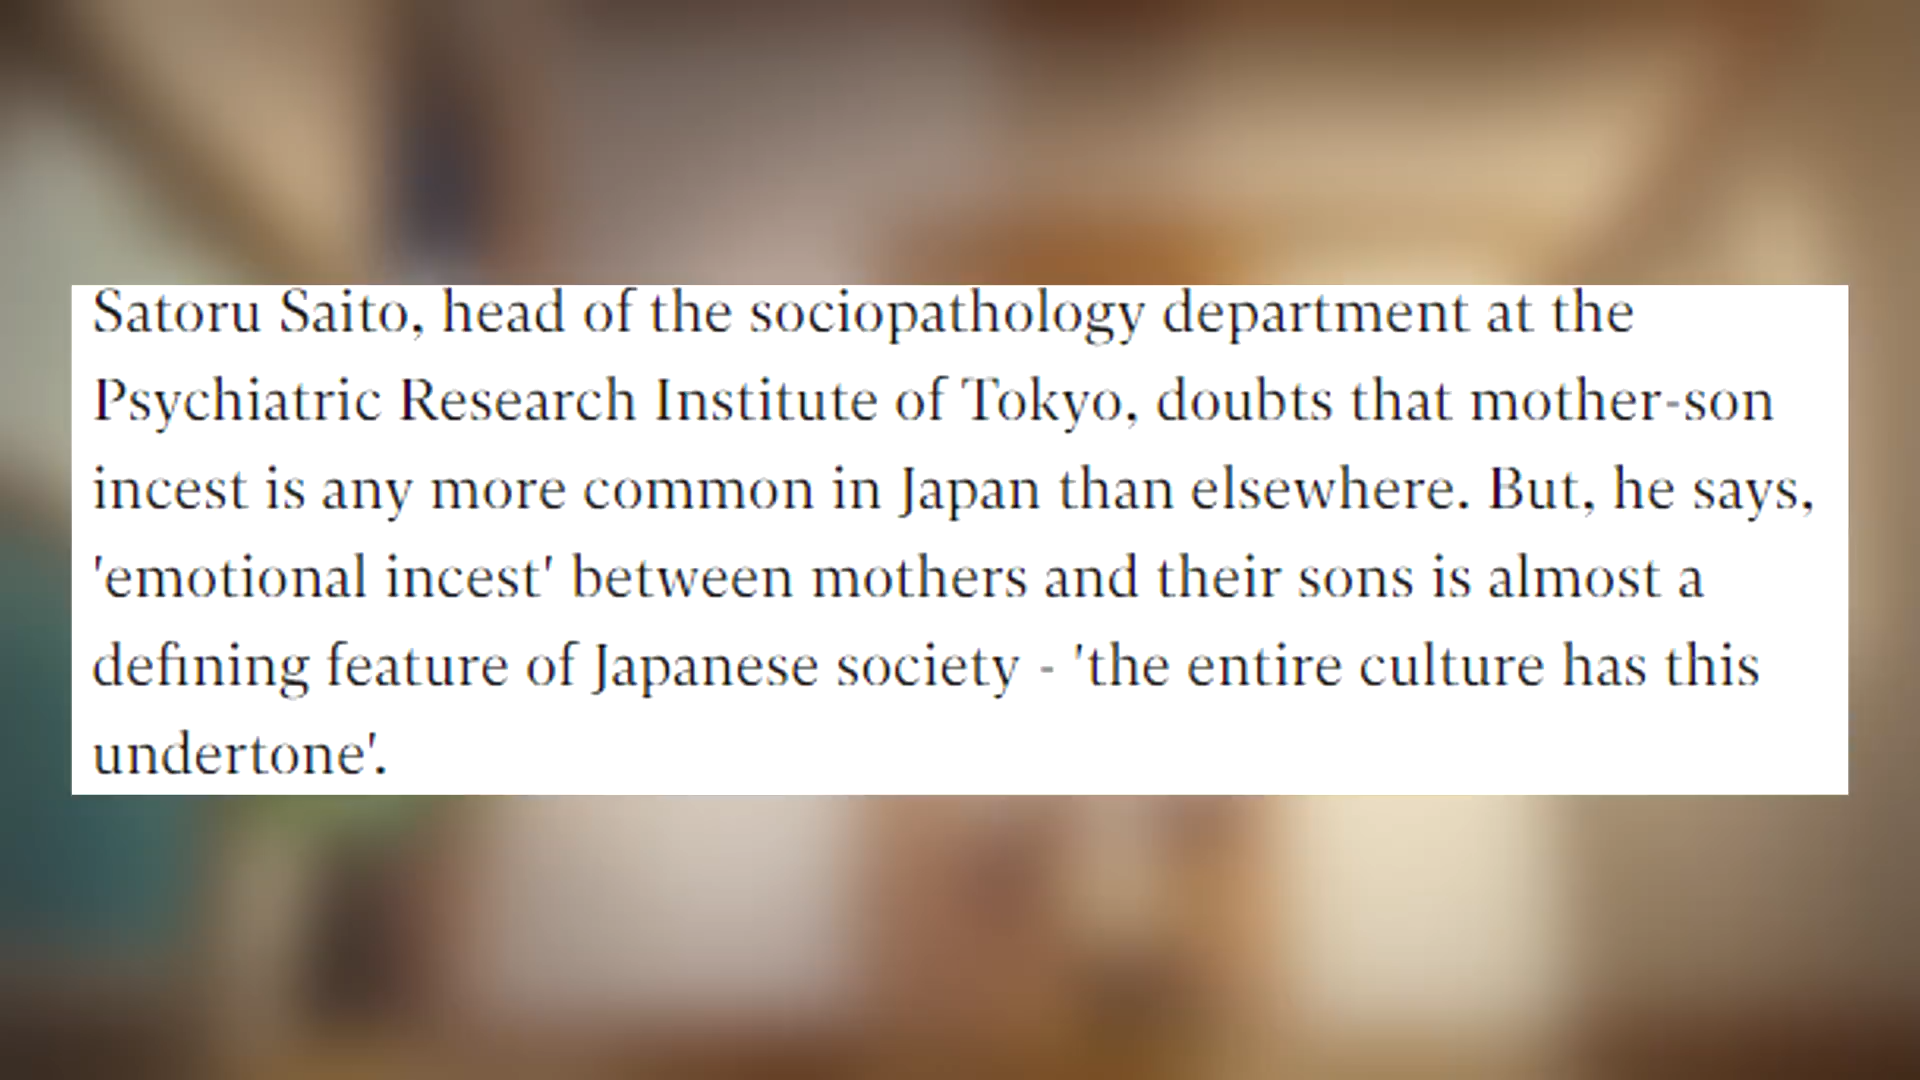 Satoru Saito, head of the sociopathology department at the
Psychiatric Research Institute of Tokyo, doubts that mother-son
incest is any more common in Japan than elsewhere. But, he says,
'emotional incest' between mothers and their sons is almost a
defining feature of Japanese society - 'the entire culture has this
undertone'.